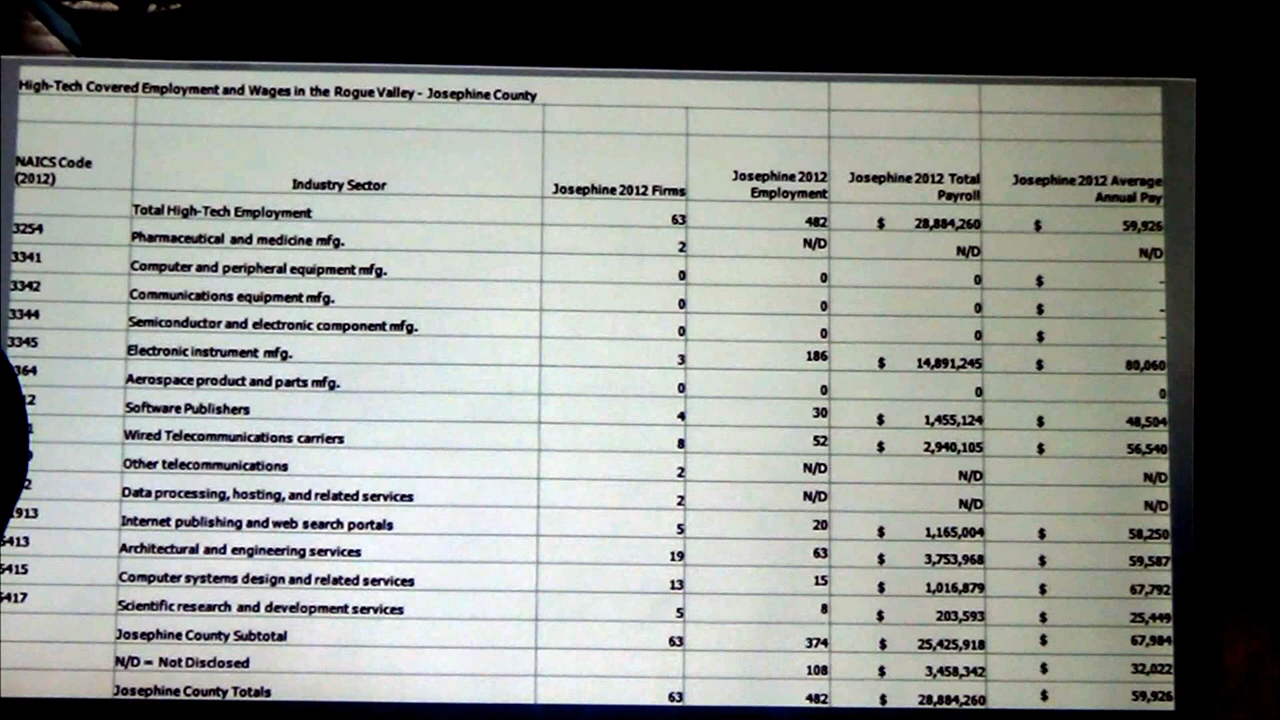 High-Tech Covered Employment and Wages in the Rogue Valley - Josephine County
NAICS Code (2012) Industry Sector Josephine 2012 Firms Josephine 2012 Employment Josephine 2012 Total Payroll Josephine 2012 Average Annual Pay
Total High-Tech Employment 63 482 $ 28,884,260 $ 59,926
3254 Pharmaceutical and medicine mfg. 2 N/D N/D N/D
3341 Computer and peripheral equipment mfg. 0 0 0 $ -
3342 Communications equipment mfg. 0 0 0 $ -
3344 Semiconductor and electronic component mfg. 0 0 0 $ -
3345 Electronic instrument mfg. 3 186 $ 14,891,245 $ 80,060
364 Aerospace product and parts mfg. 0 0 0 0
2 Software Publishers 4 30 $ 1,455,124 $ 48,504
Wired Telecommunications carriers 8 52 $ 2,940,105 $ 56,540
Other telecommunications 2 N/D N/D N/D
2 Data processing, hosting, and related services 2 N/D N/D N/D
913 Internet publishing and web search portals 5 20 $ 1,165,004 $ 58,250
5413 Architectural and engineering services 19 63 $ 3,753,968 $ 59,587
5415 Computer systems design and related services 13 15 $ 1,016,879 $ 67,792
5417 Scientific research and development services 5 8 $ 203,593 $ 25,449
Josephine County Subtotal 63 374 $ 25,425,918 $ 67,984
N/D = Not Disclosed 108 $ 3,458,342 $ 32,022
Josephine County Totals 63 482 $ 28,884,260 $ 59,926